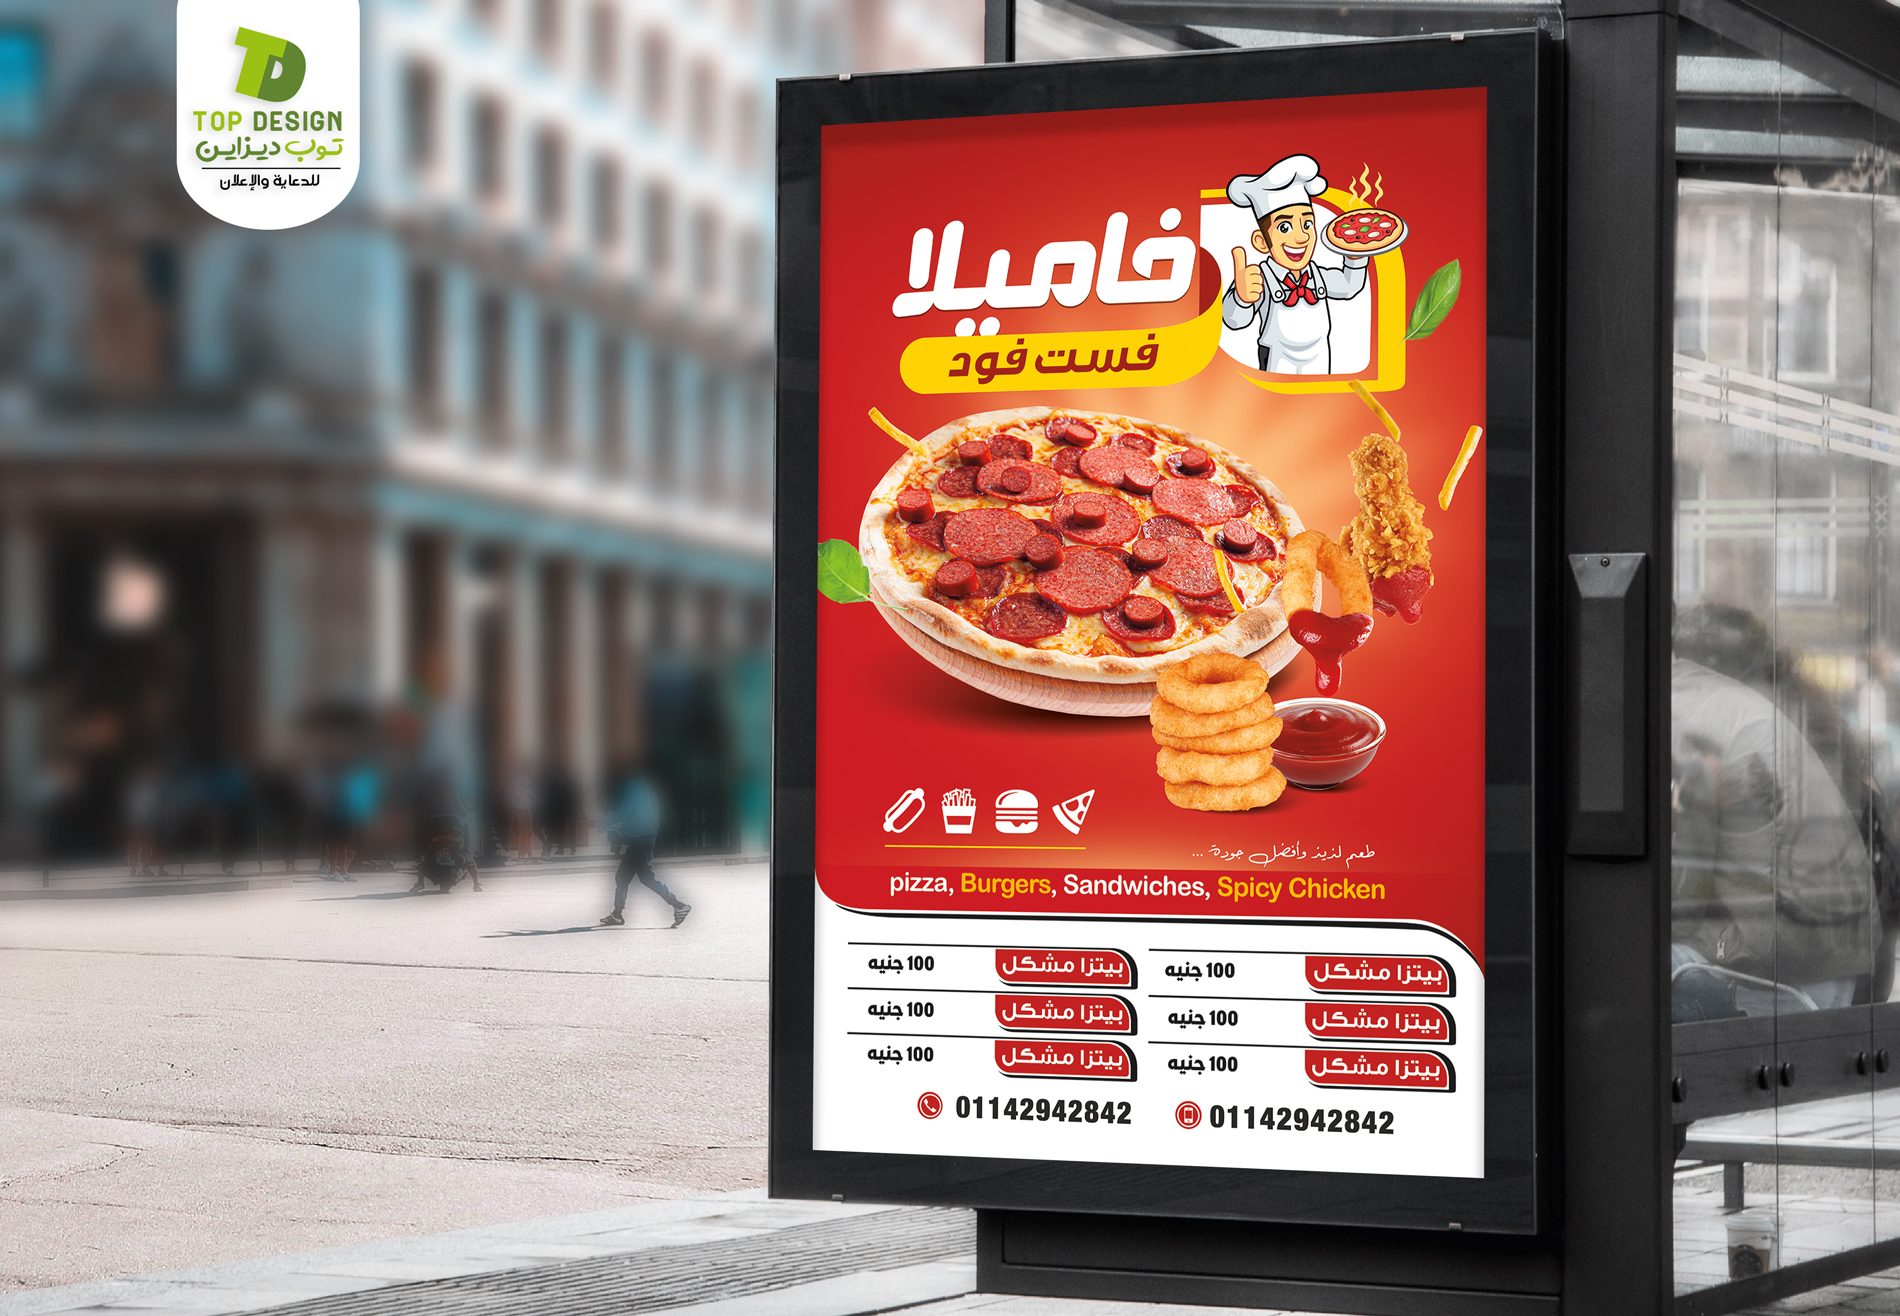 TOP DESIGN
توب ديزاين
للدعاية والإعلان
فاميلا
فست فود
طعم لذيذ وأفضل جودة ...
pizza, Burgers, Sandwiches, Spicy Chicken
بيتزا مشكل 100 جنيه بيتزا مشكل 100 جنيه
بيتزا مشكل 100 جنيه بيتزا مشكل 100 جنيه
بيتزا مشكل 100 جنيه بيتزا مشكل 100 جنيه
01142942842 01142942842